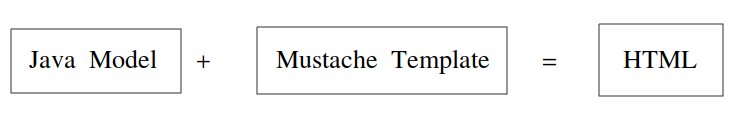 Java Model + Mustache Template = HTML